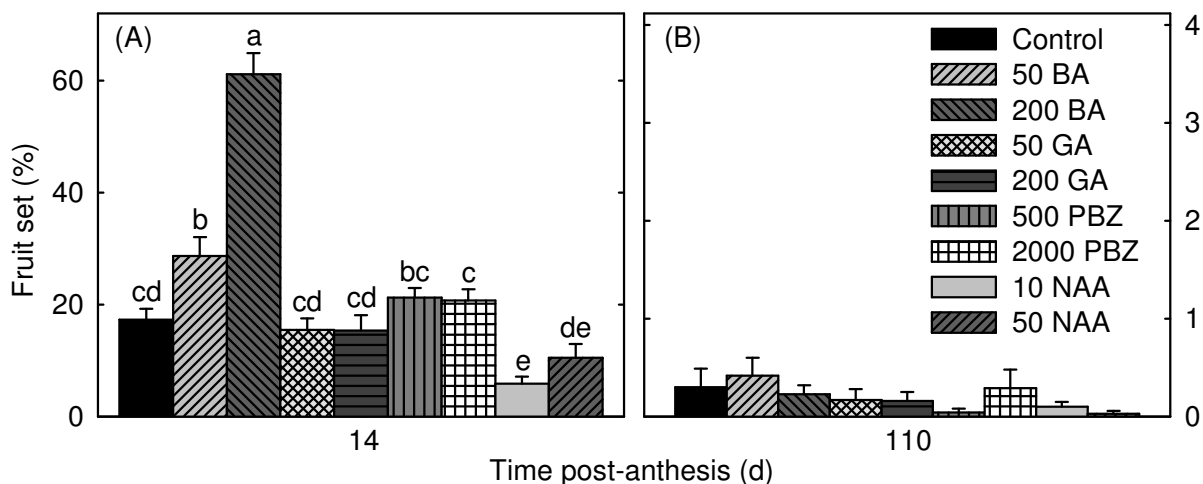 (A)
(B)
a
b
cd
cd
cd
bc
c
e
de
Control
50 BA
200 BA
50 GA
200 GA
500 PBZ
2000 PBZ
10 NAA
50 NAA
Fruit set (%)
60
40
20
0
4
3
2
1
0
14
110
Time post-anthesis (d)